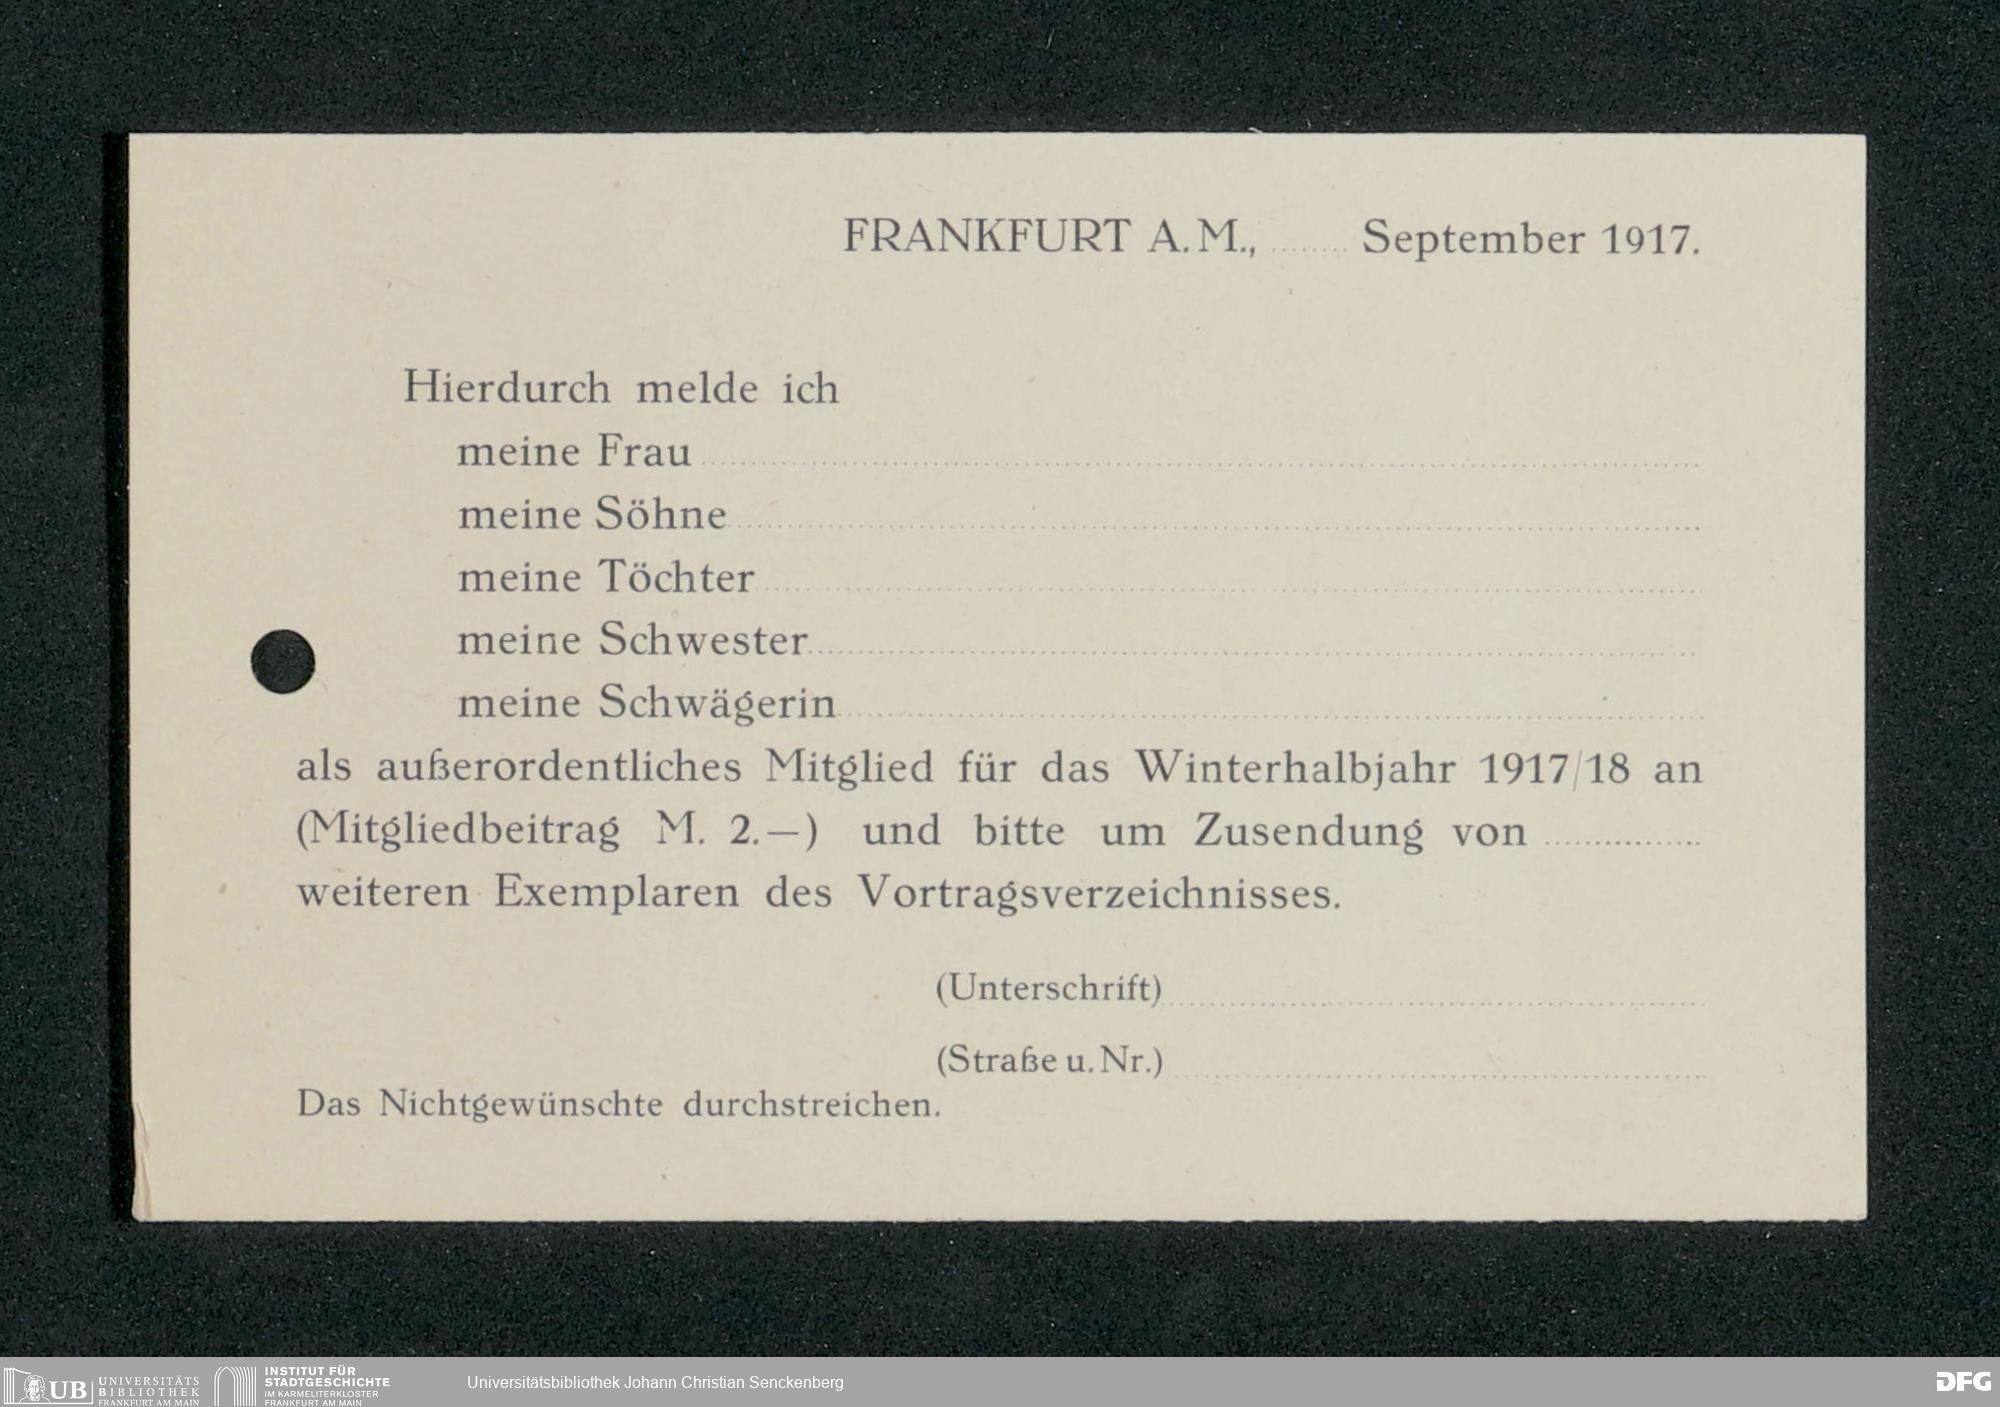 FRANKFURT A. M., ........ September 1917.
Hierdurch melde ich
meine Frau
meine Söhne
meine Töchter
meine Schwester
meine Schwägerin
als außerordentliches Mitglied für das Winterhalbjahr 1917/18 an
(Mitgliedbeitrag M. 2.—) und bitte um Zusendung von ................
weiteren Exemplaren des Vortragsverzeichnisses.
(Unterschrift)
(Straße u. Nr.)
Das Nichtgewünschte durchstreichen.
UB UNIVERSITÄTS
BIBLIOTHEK
FRANKFURT AM MAIN
INSTITUT FÜR
STADTGESCHICHTE
IM KARMELITERKLOSTER
FRANKFURT AM MAIN
Universitätsbibliothek Johann Christian Senckenberg
DFG